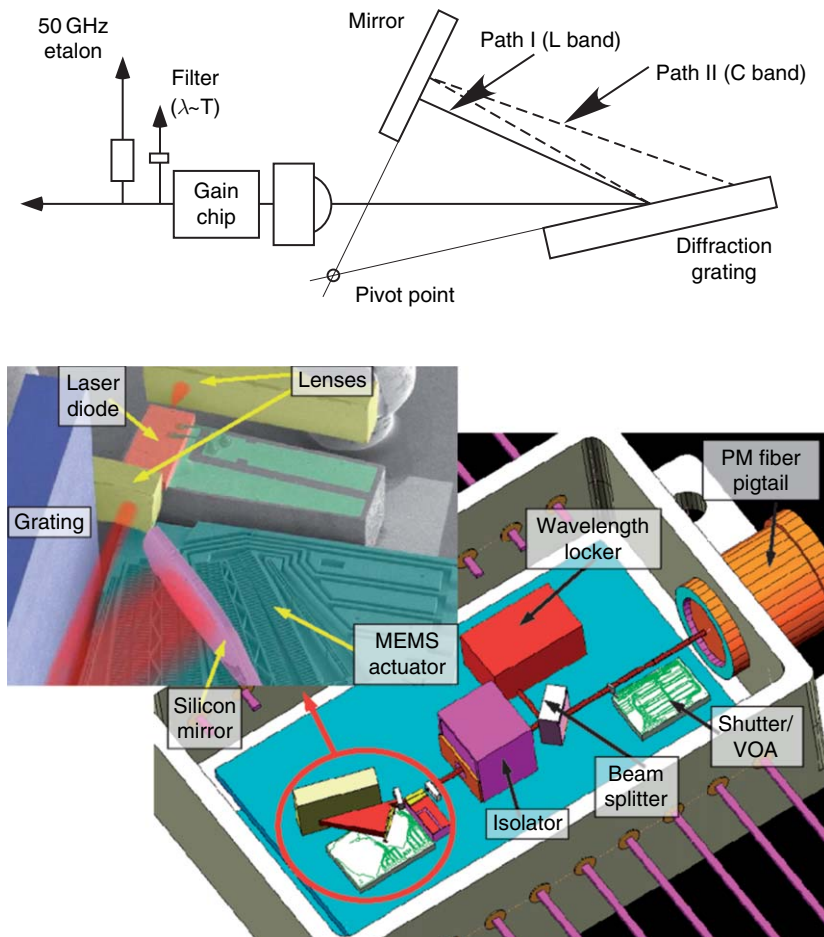 50 GHz
etalon
Filter
(λ~T)
Mirror
Path I (L band)
Path II (C band)
Gain
chip
Diffraction
grating
Pivot point
Laser
diode
Lenses
Grating
MEMS
actuator
Silicon
mirror
PM fiber
pigtail
Wavelength
locker
Shutter/
VOA
Beam
splitter
Isolator